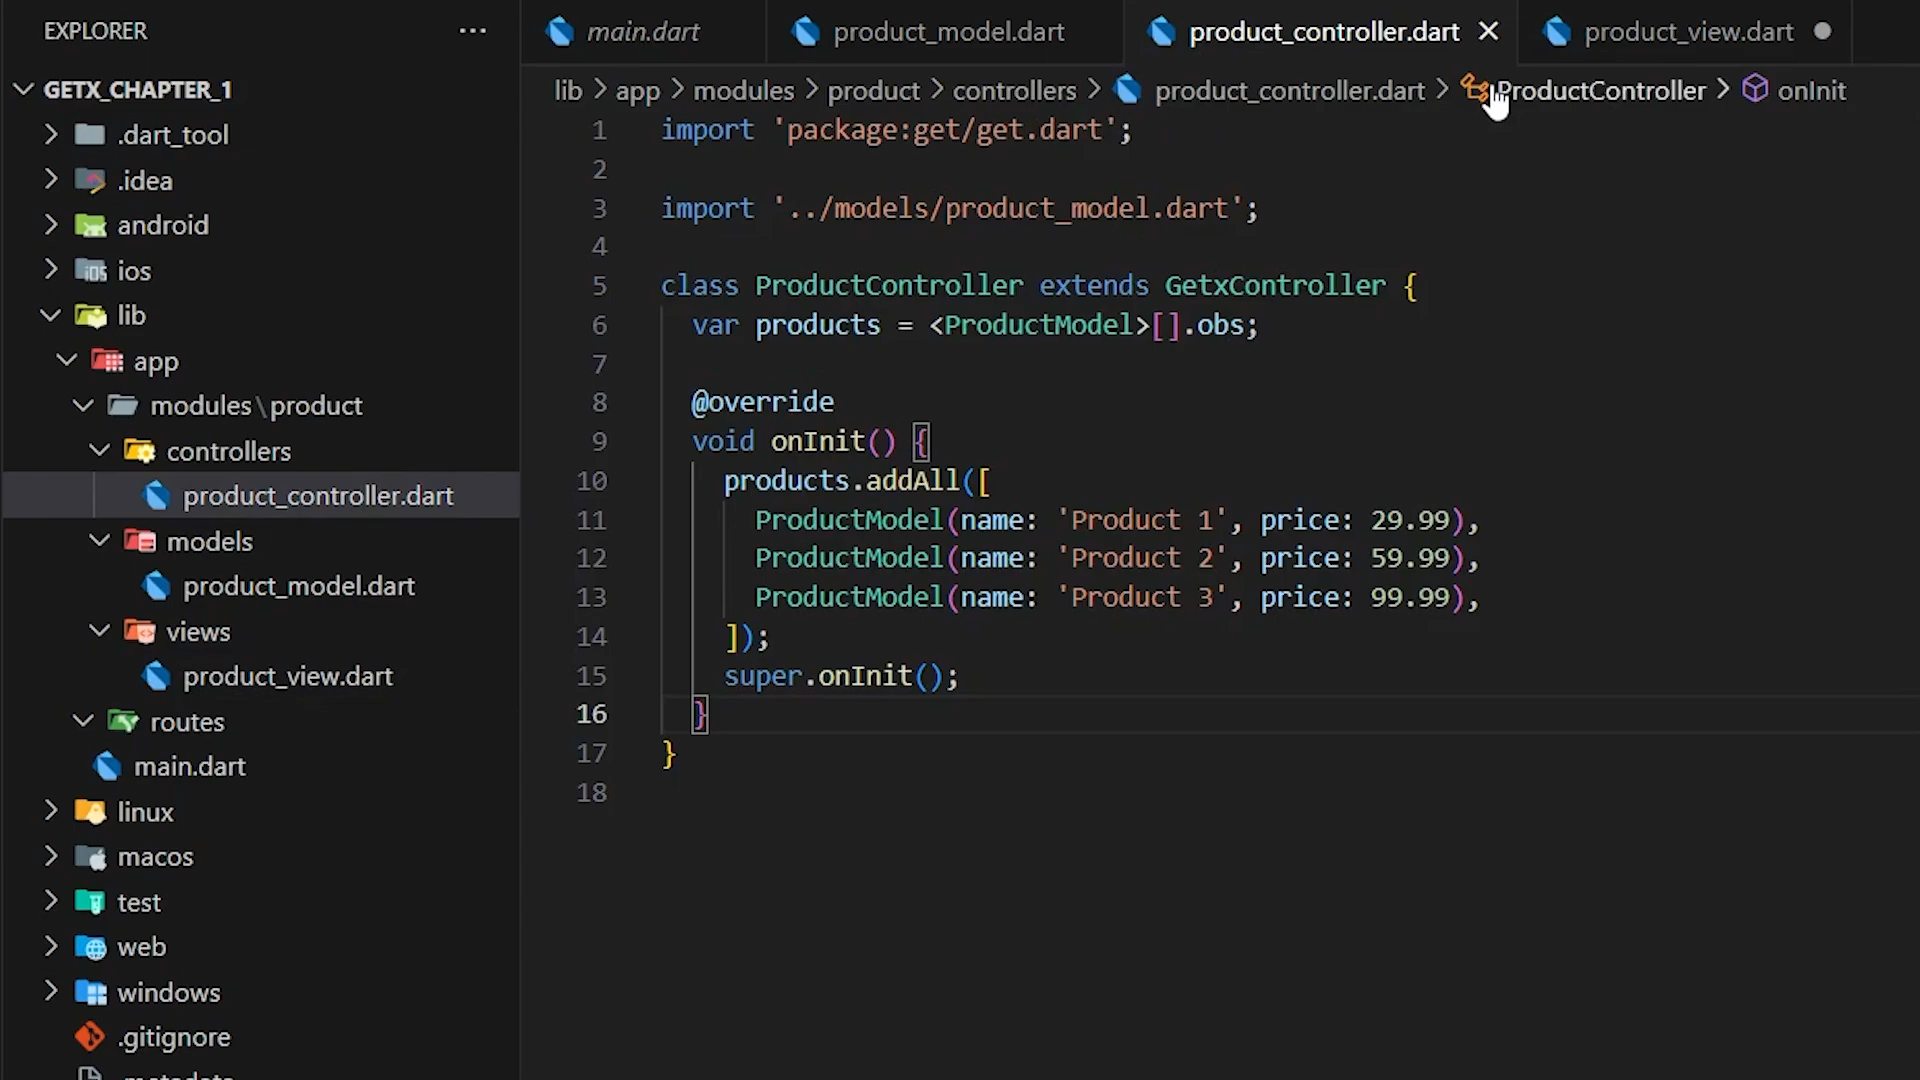 EXPLORER
GETX_CHAPTER_1
.dart_tool
.idea
android
ios
lib
app
modules\product
controllers
product_controller.dart
models
product_model.dart
views
product_view.dart
routes
main.dart
linux
macos
test
web
windows
.gitignore
.metadata
main.dart
product_model.dart
product_controller.dart
product_view.dart
lib > app > modules > product > controllers > product_controller.dart > ProductController > onInit
1 import 'package:get/get.dart';
2
3 import '../models/product_model.dart';
4
5 class ProductController extends GetxController {
6 var products = <ProductModel>[].obs;
7
8 @override
9 void onInit() {
10 products.addAll([
11 ProductModel(name: 'Product 1', price: 29.99),
12 ProductModel(name: 'Product 2', price: 59.99),
13 ProductModel(name: 'Product 3', price: 99.99),
14 ]);
15 super.onInit();
16 }
17 }
18